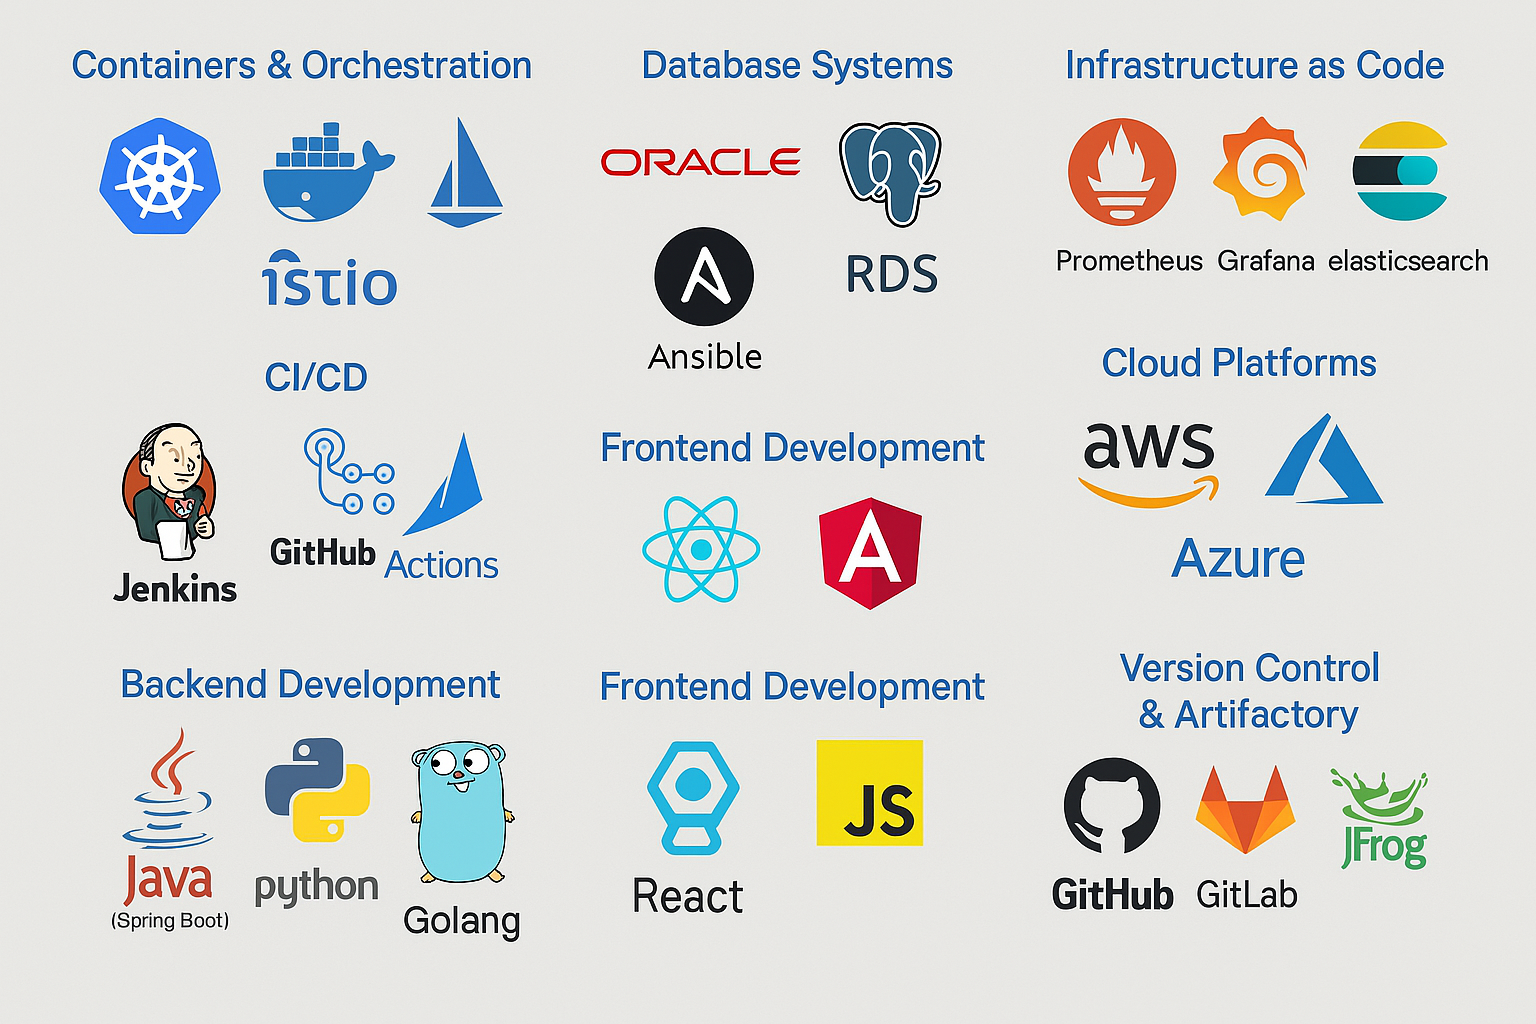 Containers & Orchestration
istio
CI/CD
Jenkins
GitHub Actions
Backend Development
Java
(Spring Boot)
python
Golang
Database Systems
ORACLE
RDS
Ansible
Frontend Development
A
Frontend Development
JS
React
Infrastructure as Code
Prometheus Grafana elasticsearch
Cloud Platforms
aws
Azure
Version Control
& Artifactory
JFrog
GitHub GitLab